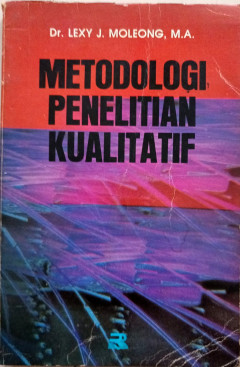 Dr. LEXY J. MOLEONG, M.A.
METODOLOGI
PENELITIAN
KUALITATIF